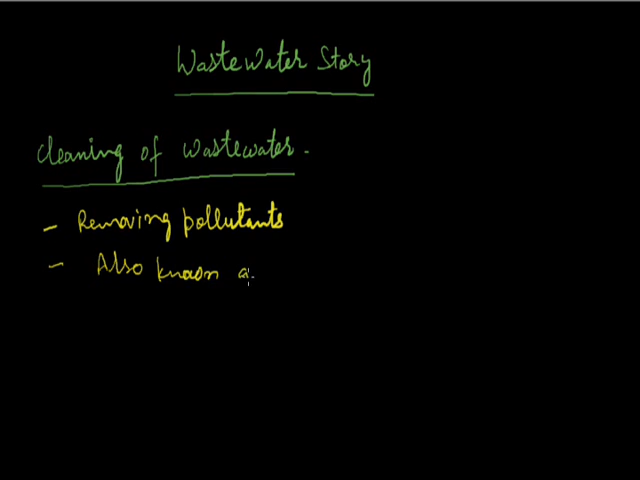 WasteWater Story
Cleaning of wastewater.
- Removing pollutants
- Also known a